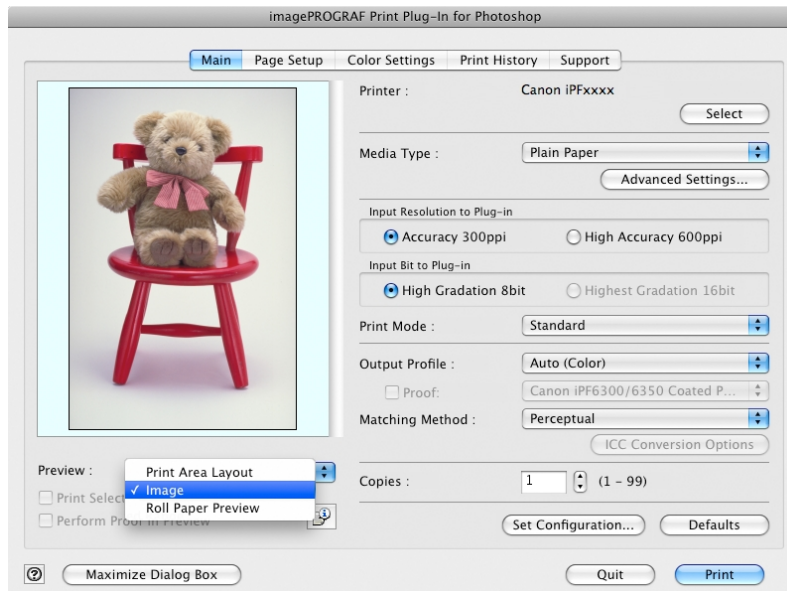 imagePROGRAF Print Plug-In for Photoshop
Main Page Setup Color Settings Print History Support
Printer : Canon iPFxxxx
Select
Media Type : Plain Paper
Advanced Settings...
Input Resolution to Plug-in
Accuracy 300ppi High Accuracy 600ppi
Input Bit to Plug-in
High Gradation 8bit Highest Gradation 16bit
Print Mode : Standard
Output Profile : Auto (Color)
Proof: Canon iPF6300/6350 Coated P...
Matching Method : Perceptual
ICC Conversion Options
Preview : Print Area Layout
✓ Image
Roll Paper Preview
Print Selec
Perform Proof in Preview
Copies : 1 (1 - 99)
Set Configuration... Defaults
? Maximize Dialog Box Quit Print